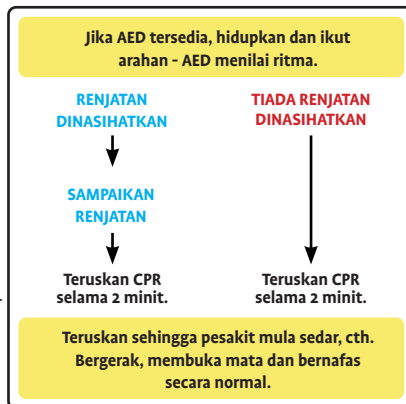 Jika AED tersedia, hidupkan dan ikut
arahan - AED menilai ritma.
RENJATAN
DINASIHATKAN
TIADA RENJATAN
DINASIHATKAN
SAMPAIKAN
RENJATAN
Teruskan CPR
selama 2 minit.
Teruskan CPR
selama 2 minit.
Teruskan sehingga pesakit mula sedar, cth.
Bergerak, membuka mata dan bernafas
secara normal.